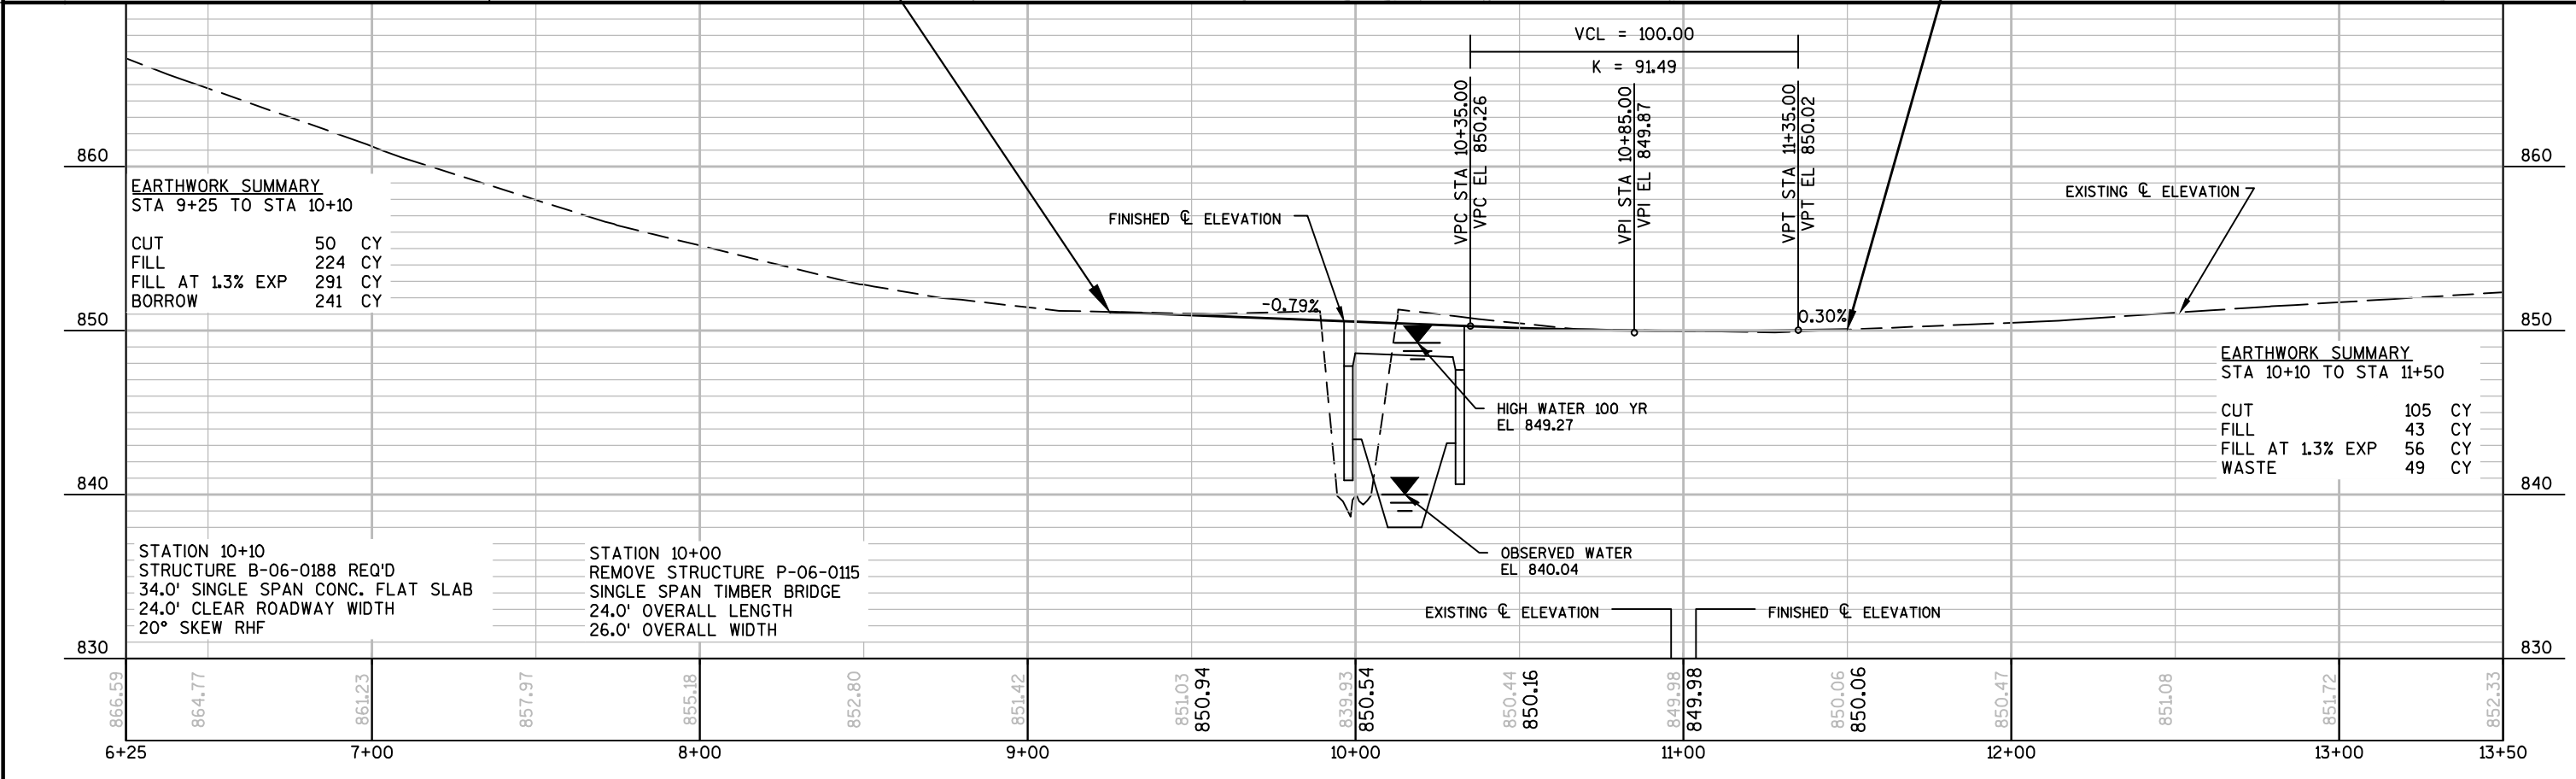 VCL = 100.00
K = 91.49
VPC STA 10+35.00
VPC EL 850.26
VPI STA 10+85.00
VPI EL 849.87
VPT STA 11+35.00
VPT EL 850.02
860
860
EARTHWORK SUMMARY
STA 9+25 TO STA 10+10
CUT 50 CY
FILL 224 CY
FILL AT 1.3% EXP 291 CY
BORROW 241 CY
FINISHED ℄ ELEVATION
EXISTING ℄ ELEVATION
-0.79%
0.30%
850
850
EARTHWORK SUMMARY
STA 10+10 TO STA 11+50
CUT 105 CY
FILL 43 CY
FILL AT 1.3% EXP 56 CY
WASTE 49 CY
HIGH WATER 100 YR
EL 849.27
840
840
STATION 10+10
STRUCTURE B-06-0188 REQ'D
34.0' SINGLE SPAN CONC. FLAT SLAB
24.0' CLEAR ROADWAY WIDTH
20° SKEW RHF
STATION 10+00
REMOVE STRUCTURE P-06-0115
SINGLE SPAN TIMBER BRIDGE
24.0' OVERALL LENGTH
26.0' OVERALL WIDTH
OBSERVED WATER
EL 840.04
EXISTING ℄ ELEVATION
FINISHED ℄ ELEVATION
830
830
866.59
864.77
861.23
857.97
855.18
852.80
851.42
851.03
850.94
839.93
850.54
850.44
850.16
849.98
849.98
850.06
850.06
850.47
851.08
851.72
852.33
6+25 7+00 8+00 9+00 10+00 11+00 12+00 13+00 13+50